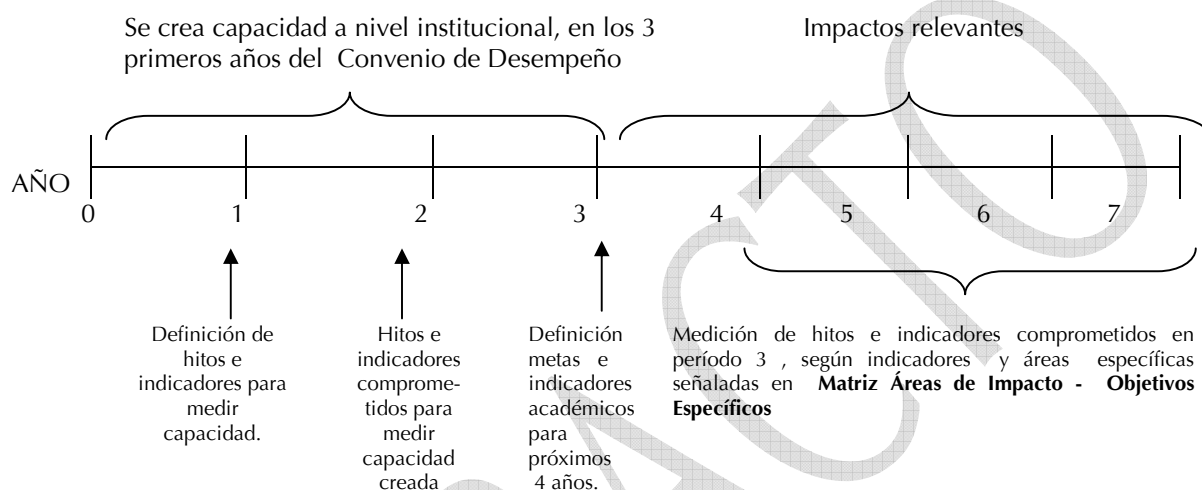 Se crea capacidad a nivel institucional, en los 3
primeros años del Convenio de Desempeño
Impactos relevantes
AÑO
0 1 2 3 4 5 6 7
Definición de
hitos e
indicadores para
medir
capacidad.
Hitos e
indicadores
comprome-
tidos para
medir
capacidad
creada
Definición
metas e
indicadores
académicos
para
próximos
4 años.
Medición de hitos e indicadores comprometidos en
período 3 , según indicadores y áreas específicas
señaladas en Matriz Áreas de Impacto - Objetivos
Específicos